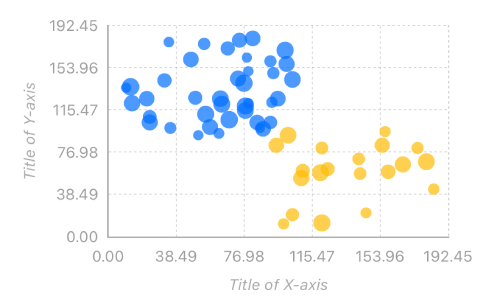 192.45
153.96
115.47
76.98
38.49
0.00
0.00 38.49 76.98 115.47 153.96 192.45
Title of X-axis
Title of Y-axis